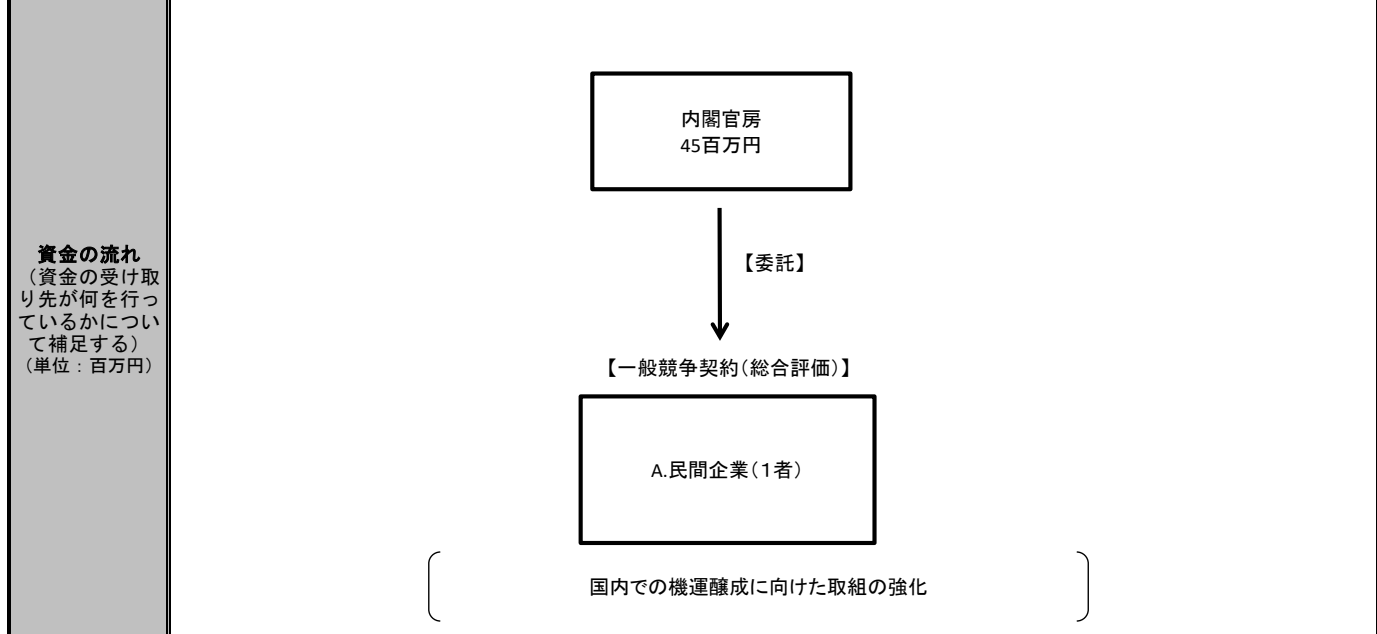 資金の流れ
（資金の受け取
り先が何を行っ
ているかについ
て補足する）
（単位：百万円）
内閣官房
45百万円
【委託】
【一般競争契約（総合評価）】
A.民間企業（１者）
国内での機運醸成に向けた取組の強化